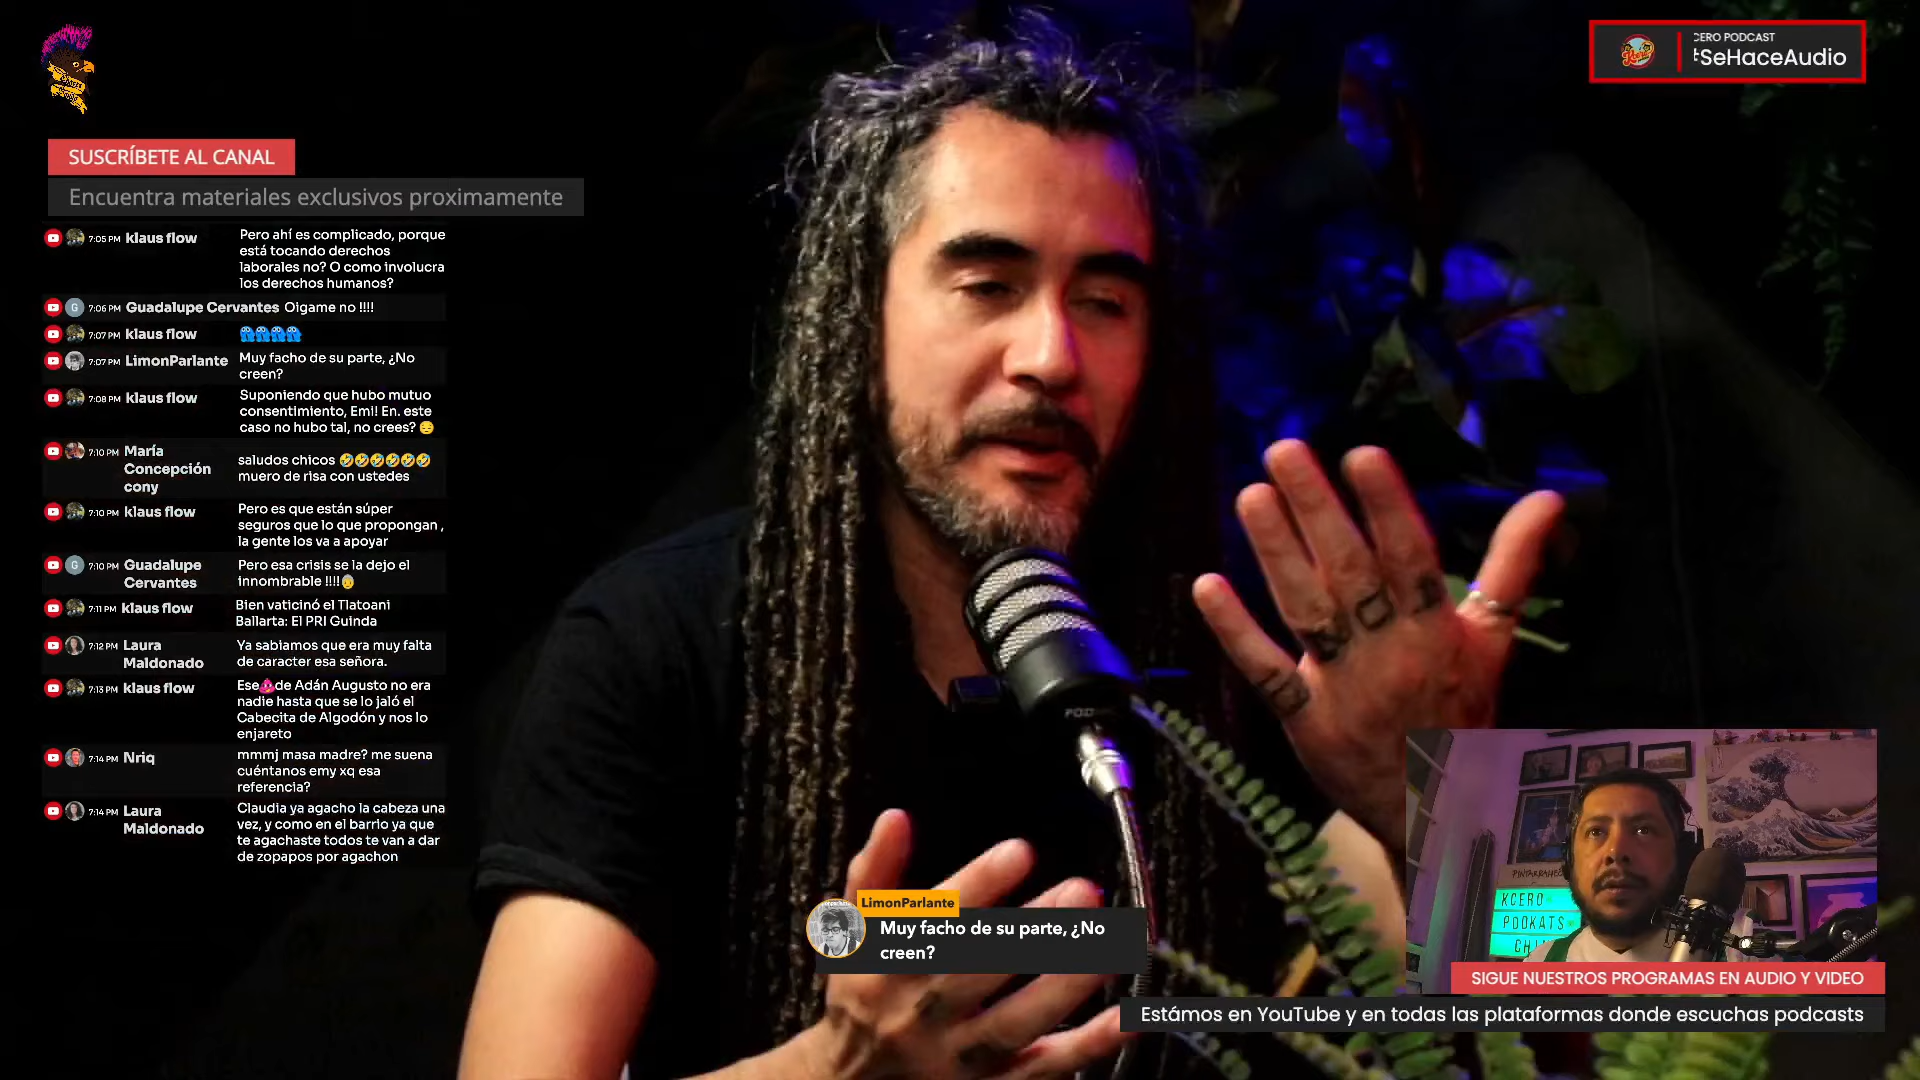 CERO PODCAST
#SeHaceAudio
SUSCRÍBETE AL CANAL
Encuentra materiales exclusivos proximamente
7:05 PM klaus flow
Pero ahí es complicado, porque
está tocando derechos
laborales no? O como involucra
los derechos humanos?
G 7:06 PM Guadalupe Cervantes Oigame no !!!!
7:07 PM klaus flow
7:07 PM LimonParlante
Muy facho de su parte, ¿No
creen?
7:08 PM klaus flow
Suponiendo que hubo mutuo
consentimiento, Emi! En. este
caso no hubo tal, no crees? 😔
7:10 PM María
Concepción
cony
saludos chicos 🤣🤣🤣🤣🤣🤣
muero de risa con ustedes
7:10 PM klaus flow
Pero es que están súper
seguros que lo que propongan ,
la gente los va a apoyar
G 7:10 PM Guadalupe
Cervantes
Pero esa crisis se la dejo el
innombrable !!!!👵
7:11 PM klaus flow
Bien vaticinó el Tlatoani
Ballarta: El PRI Guinda
7:12 PM Laura
Maldonado
Ya sabiamos que era muy falta
de caracter esa señora.
7:13 PM klaus flow
Ese💩de Adán Augusto no era
nadie hasta que se lo jaló el
Cabecita de Algodón y nos lo
enjareto
7:14 PM Nriq
mmmj masa madre? me suena
cuéntanos emy xq esa
referencia?
7:14 PM Laura
Maldonado
Claudia ya agacho la cabeza una
vez, y como en el barrio ya que
te agachaste todos te van a dar
de zopapos por agachon
LimonParlante
Muy facho de su parte, ¿No
creen?
KCERO
PODKATS
SIGUE NUESTROS PROGRAMAS EN AUDIO Y VIDEO
Estámos en YouTube y en todas las plataformas donde escuchas podcasts